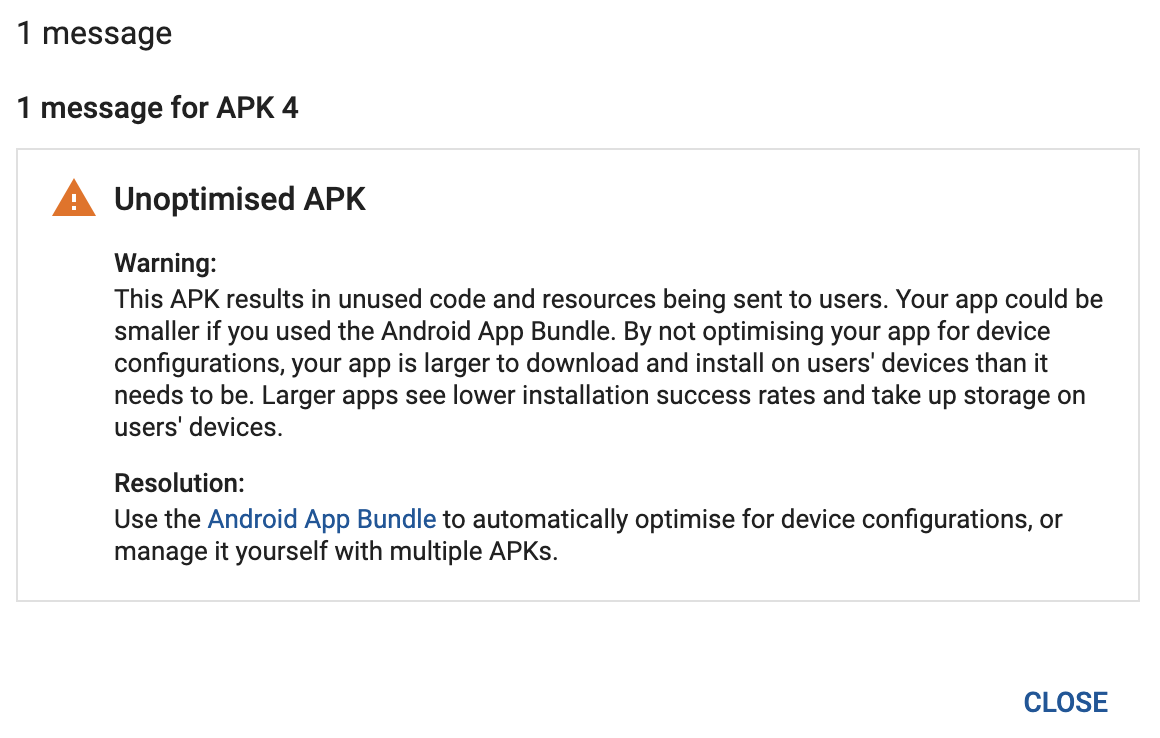 1 message
1 message for APK 4
Unoptimised APK
Warning:
This APK results in unused code and resources being sent to users. Your app could be
smaller if you used the Android App Bundle. By not optimising your app for device
configurations, your app is larger to download and install on users' devices than it
needs to be. Larger apps see lower installation success rates and take up storage on
users' devices.
Resolution:
Use the Android App Bundle to automatically optimise for device configurations, or
manage it yourself with multiple APKs.
CLOSE